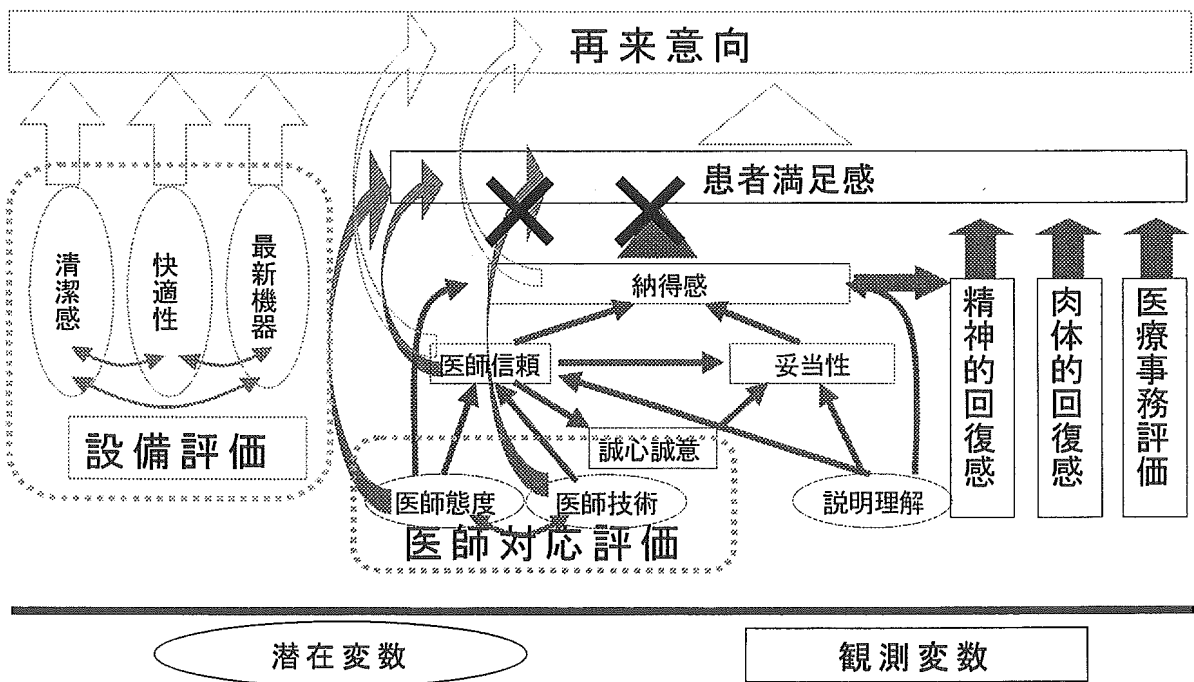 再来意向
患者満足感
清潔感
快適性
最新機器
納得感
医師信頼
妥当性
誠心誠意
設備評価
医師態度
医師技術
説明理解
医師対応評価
精神的回復感
肉体的回復感
医療事務評価
潜在変数
観測変数